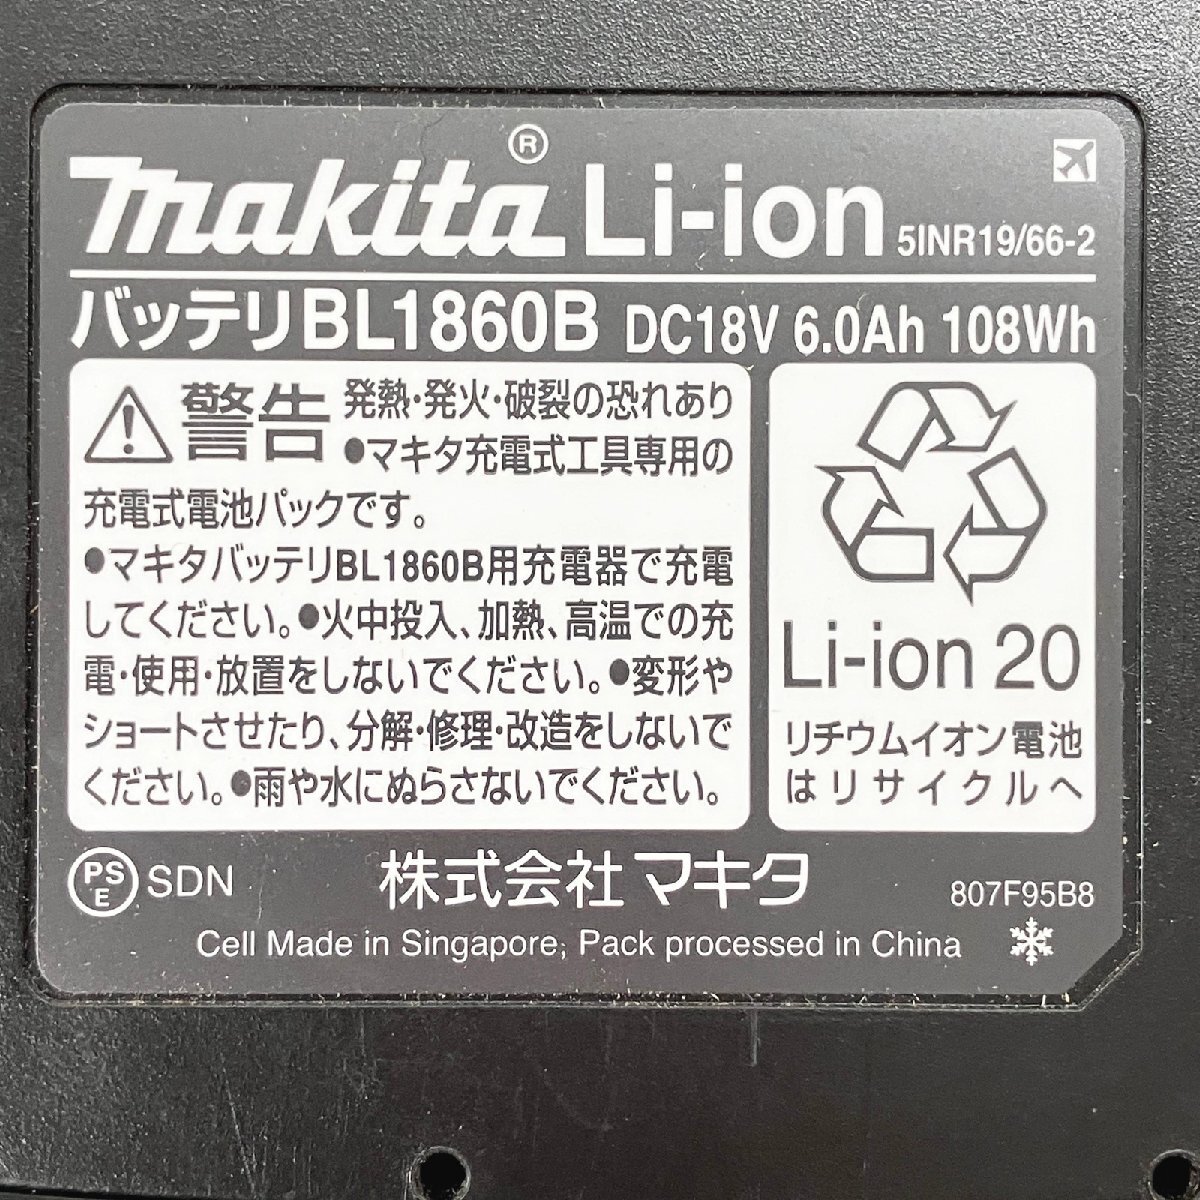 makita® Li-ion 5INR19/66-2
バッテリBL1860B DC18V 6.0Ah 108Wh
警告 発熱・発火・破裂の恐れあり
●マキタ充電式工具専用の
充電式電池パックです。
●マキタバッテリBL1860B用充電器で充電
してください。●火中投入、加熱、高温での充
電・使用・放置をしないでください。●変形や
ショートさせたり、分解・修理・改造をしないで
ください。●雨や水にぬらさないでください。
Li-ion 20
リチウムイオン電池
はリサイクルへ
PS
E
SDN
株式会社マキタ
807F95B8
Cell Made in Singapore, Pack processed in China